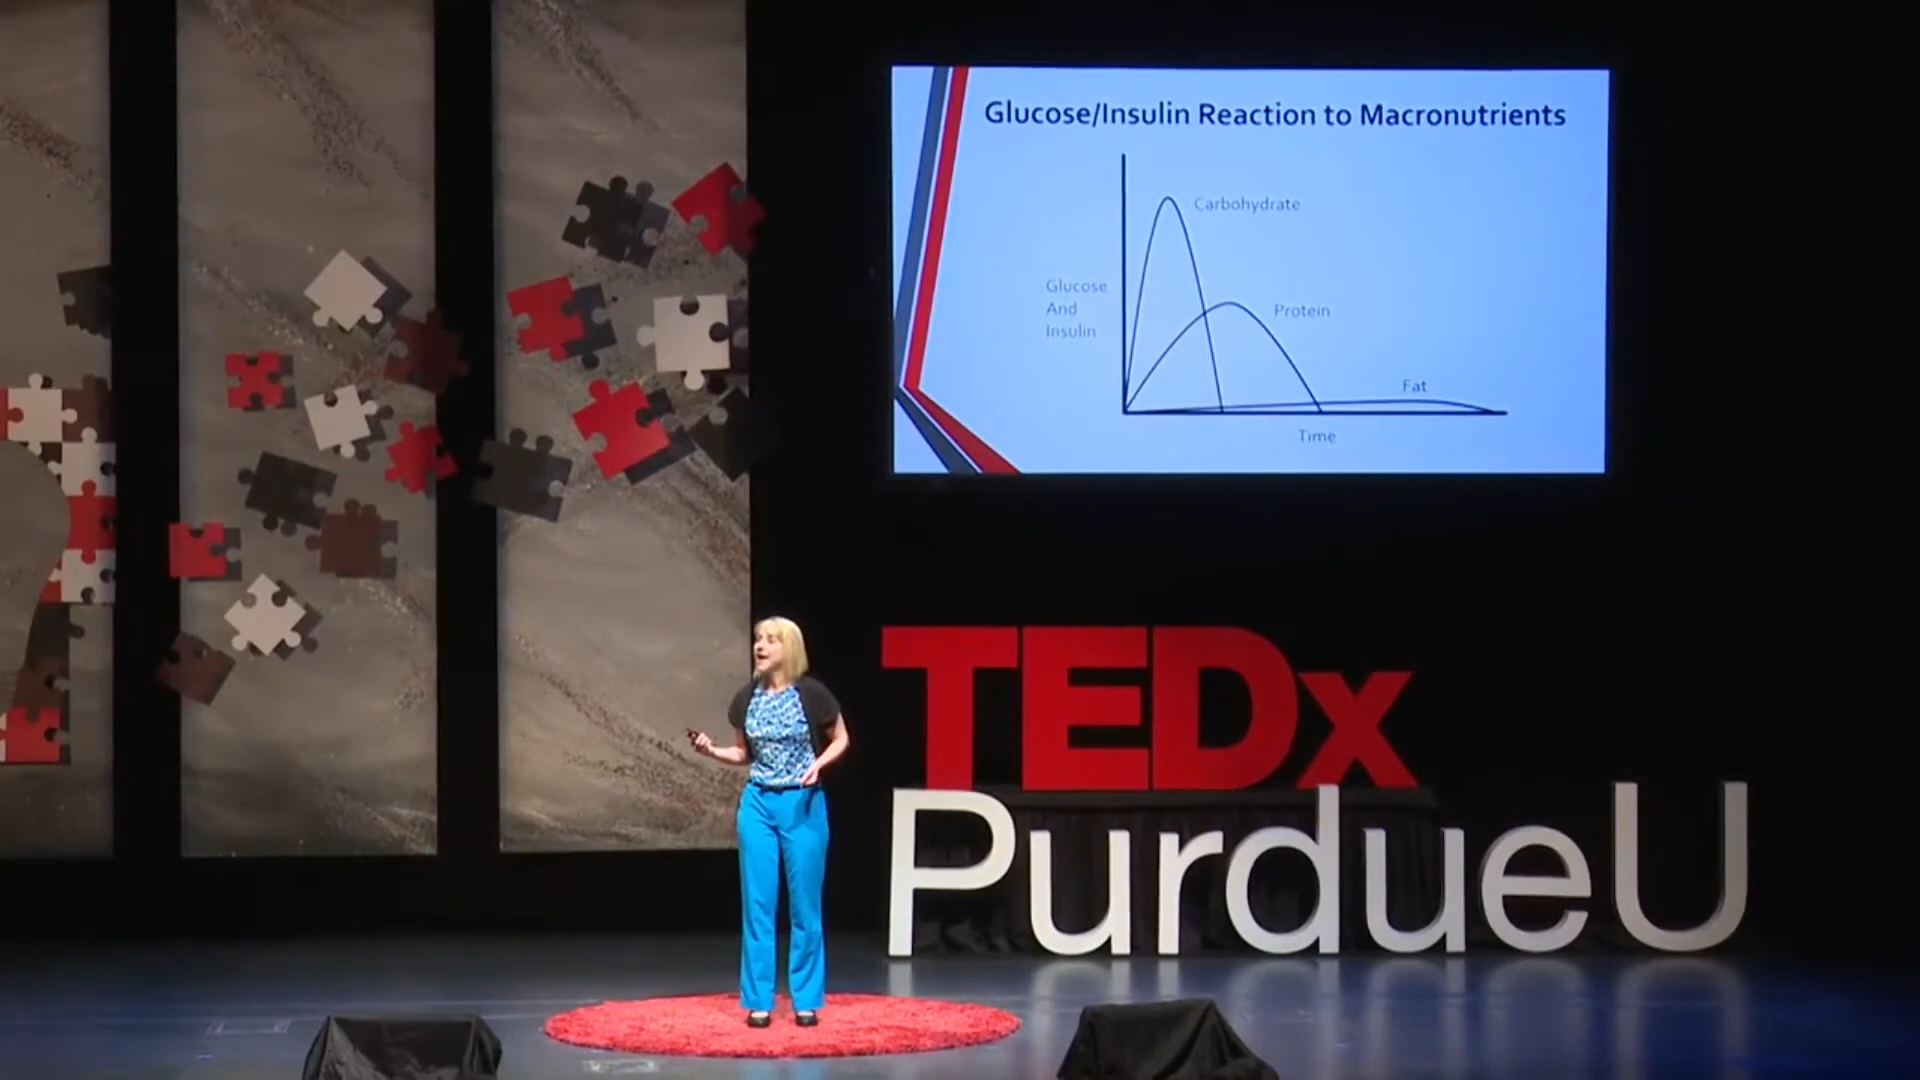 Glucose/Insulin Reaction to Macronutrients
Carbohydrate
Glucose
And
Insulin
Protein
Fat
Time
TEDx
PurdueU